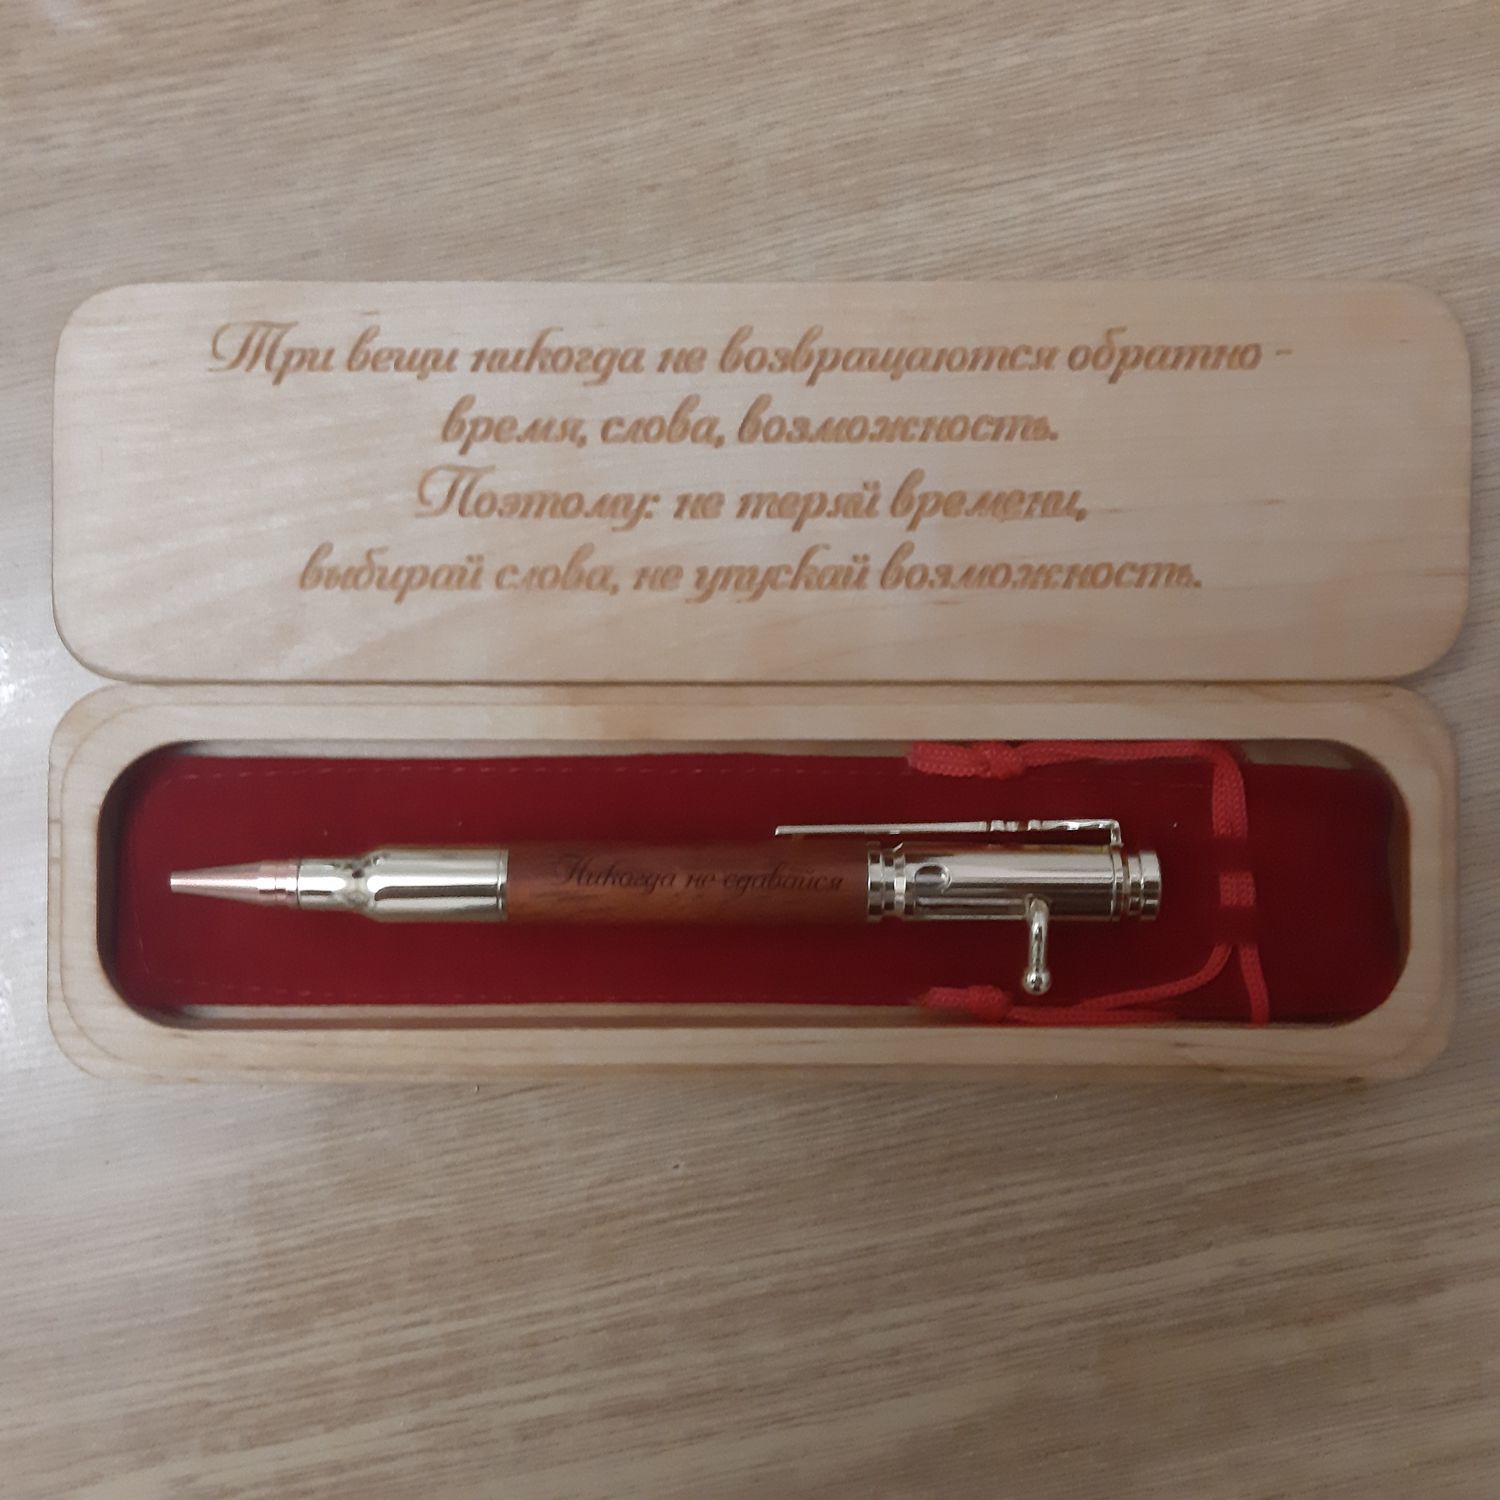 Три вещи никогда не возвращаются обратно -
время, слова, возможность.
Поэтому: не теряй времени,
выбирай слова, не упускай возможность.
Никогда не сдавайся